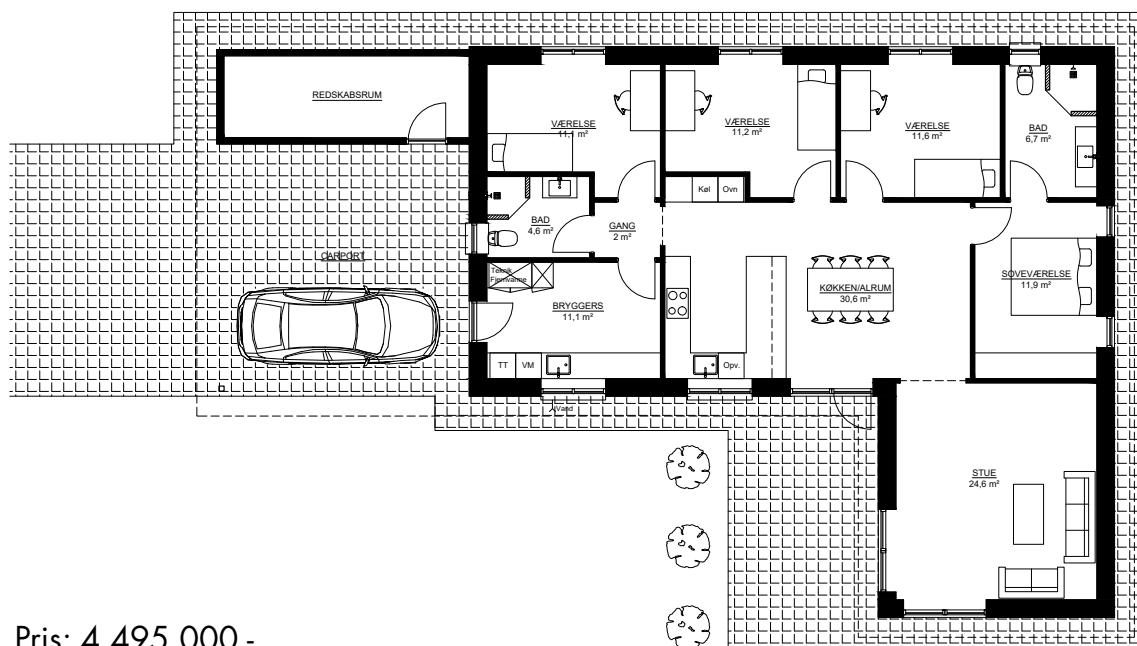 REDSKABSRUM
VÆRELSE
11,1 m²
VÆRELSE
11,2 m²
VÆRELSE
11,6 m²
BAD
6,7 m²
Køl
Ovn
BAD
4,6 m²
GANG
2 m²
CARPORT
Teknik
Fjernvarme
BRYGGERS
11,1 m²
KØKKEN/ALRUM
30,6 m²
SOVEVÆRELSE
11,9 m²
TT
VM
Opv.
Vand
STUE
24,6 m²
Pris: 4.495.000,-